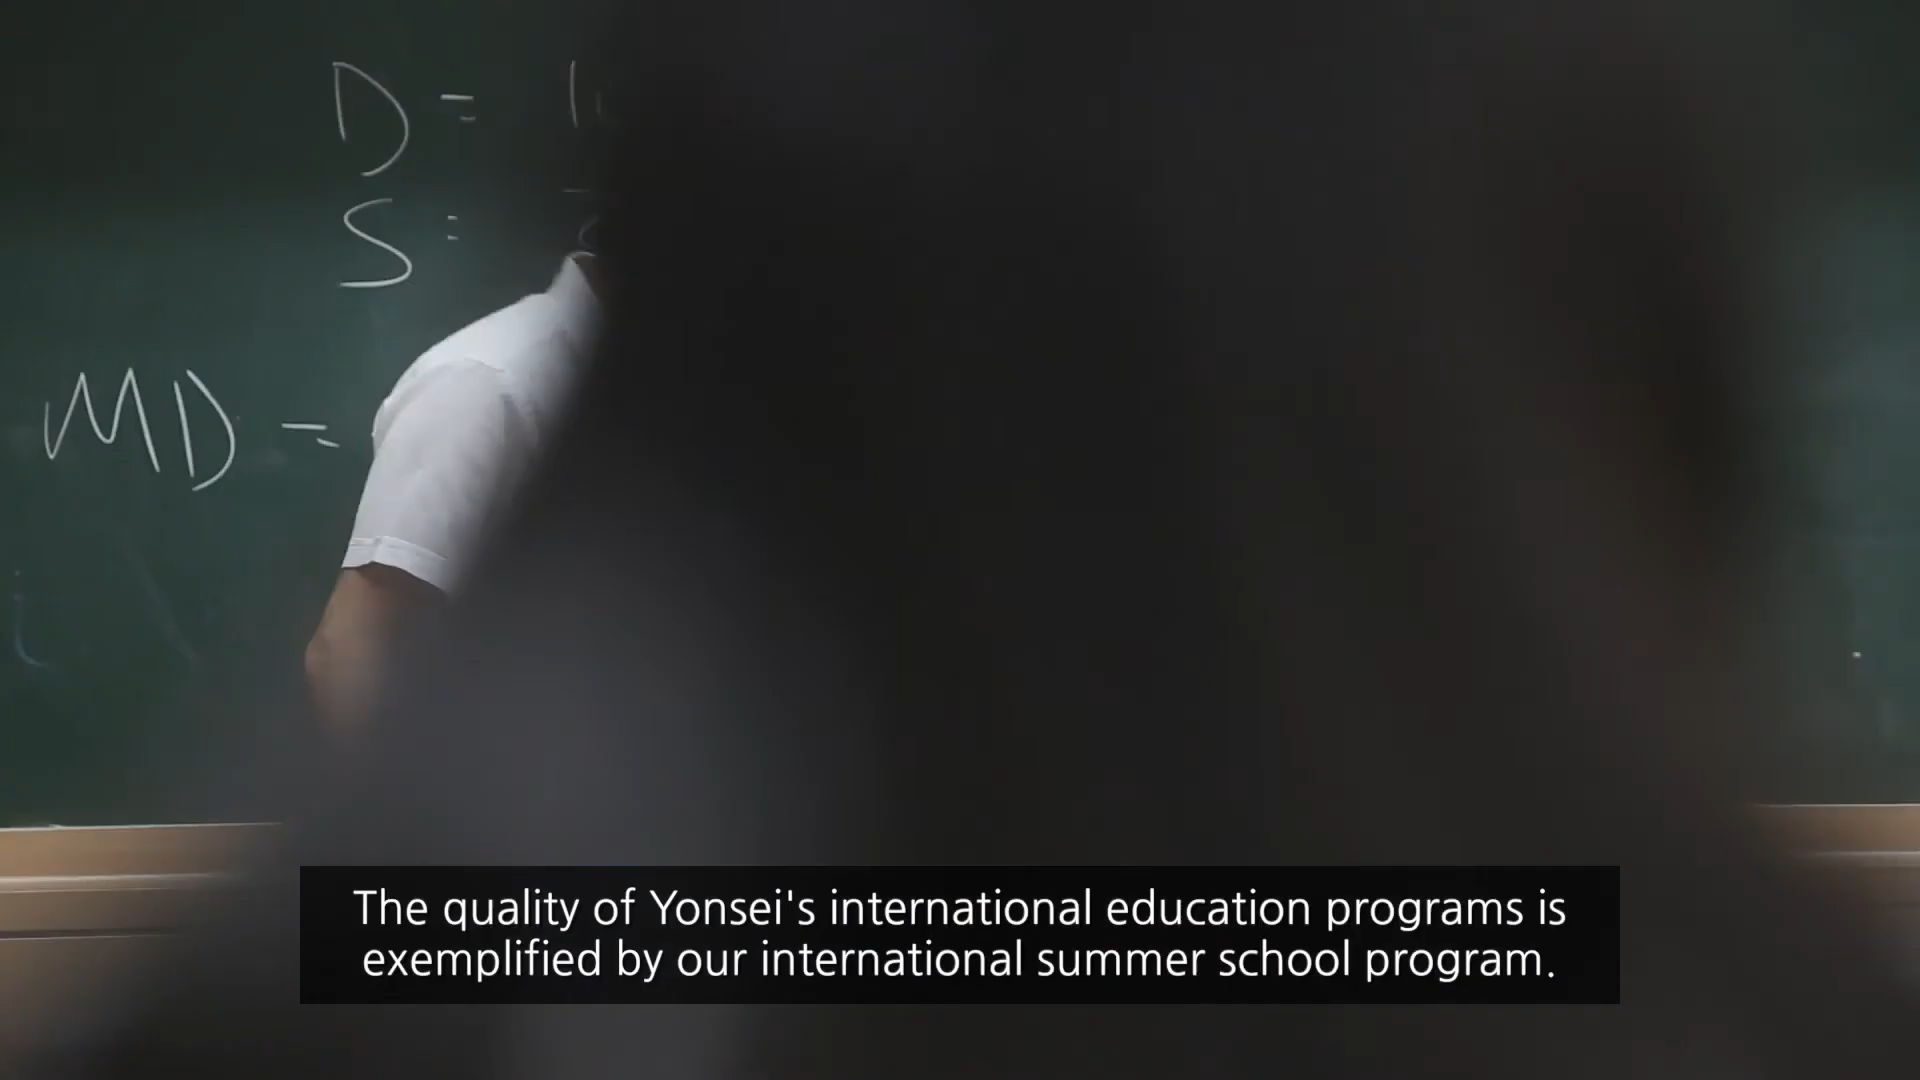 D =
S =
MD =
The quality of Yonsei's international education programs is
exemplified by our international summer school program.